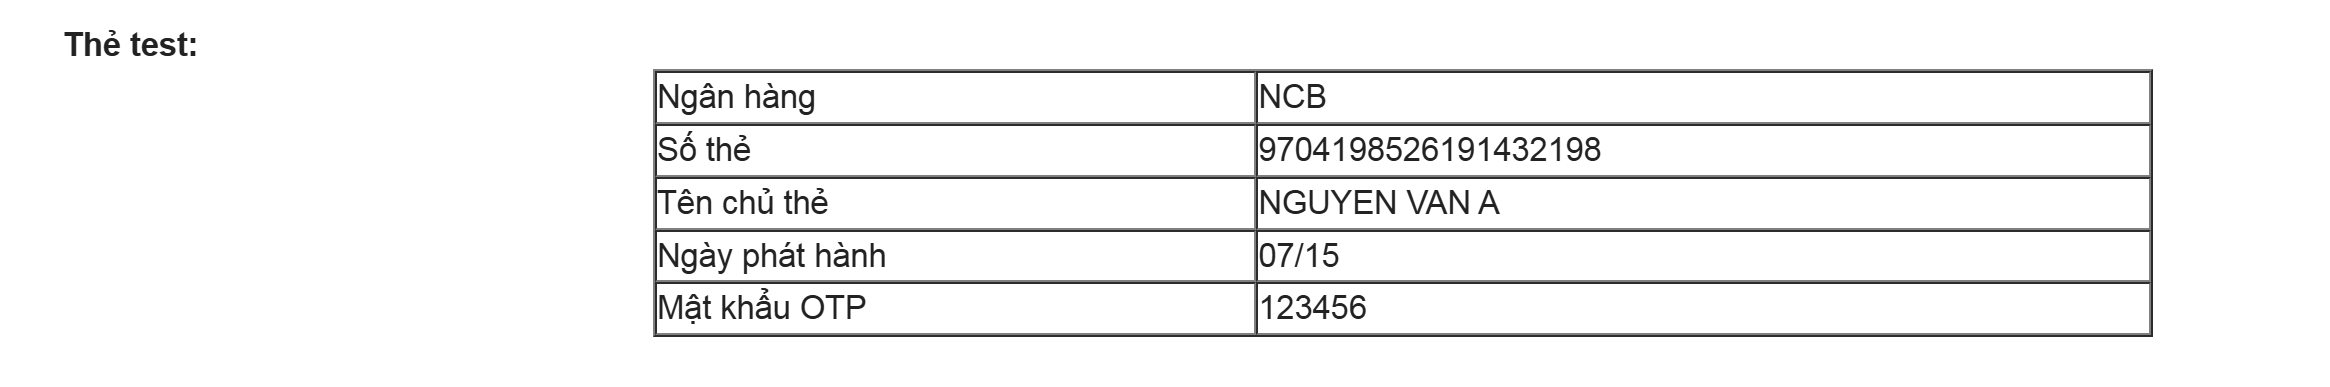 Thẻ test:
Ngân hàng NCB
Số thẻ 9704198526191432198
Tên chủ thẻ NGUYEN VAN A
Ngày phát hành 07/15
Mật khẩu OTP 123456